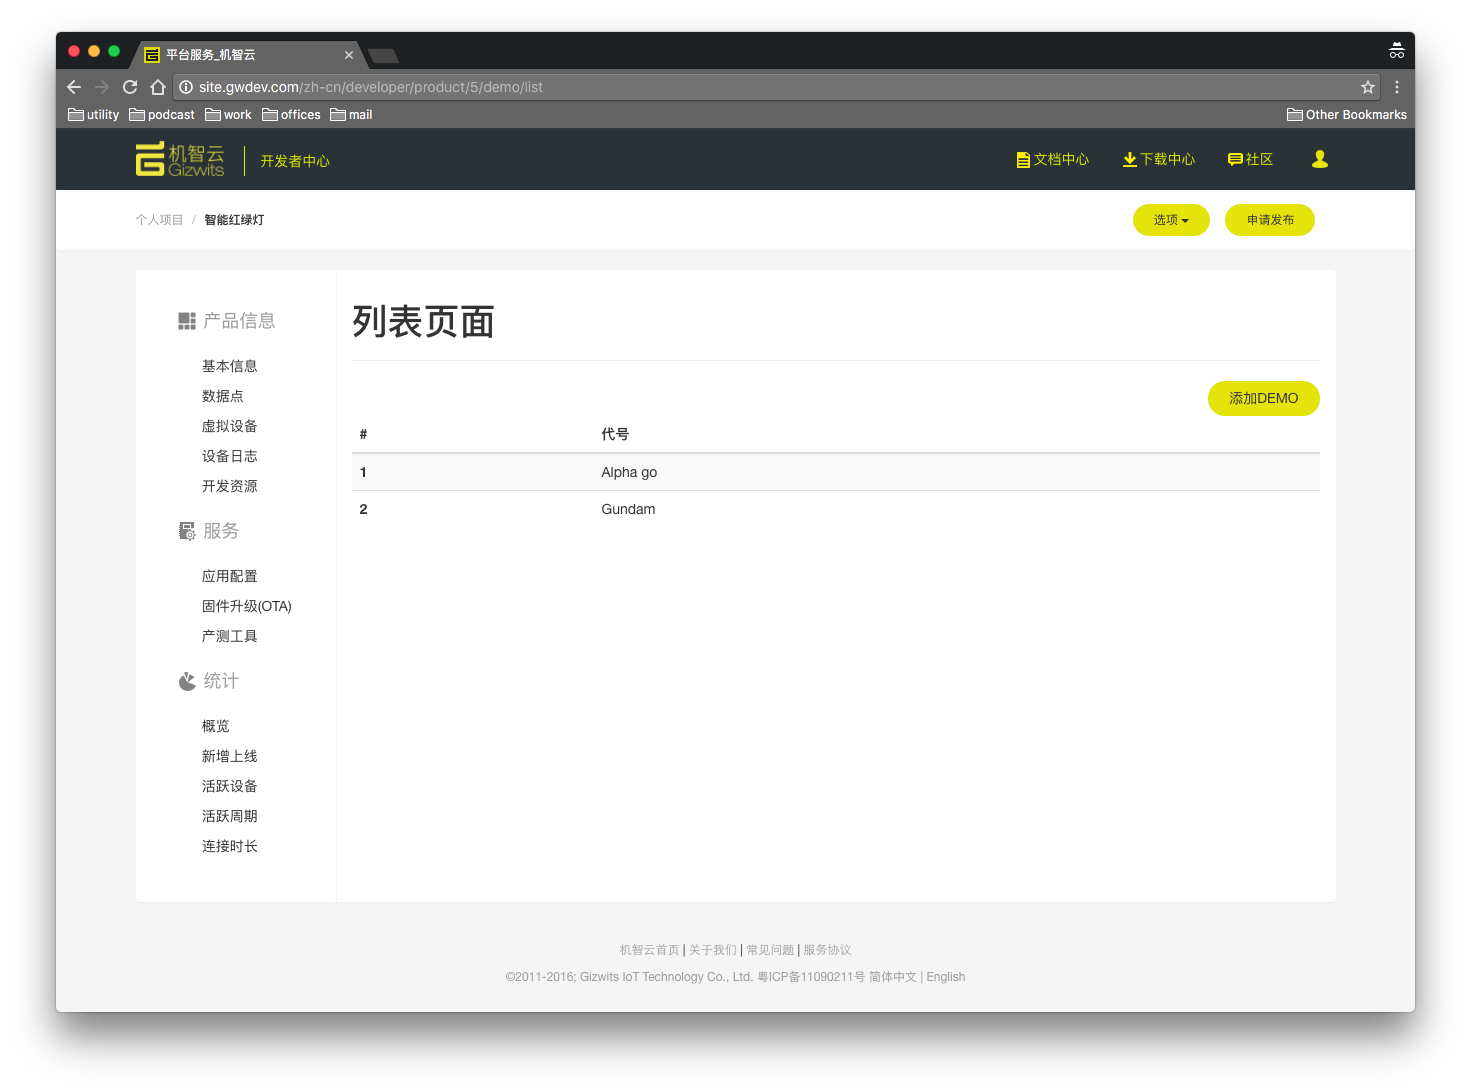 平台服务_机智云
site.gwdev.com/zh-cn/developer/product/5/demo/list
utility podcast work offices mail Other Bookmarks
机智云 Gizwits 开发者中心 文档中心 下载中心 社区
个人项目 / 智能红绿灯 选项 申请发布
产品信息
基本信息
数据点
虚拟设备
设备日志
开发资源
服务
应用配置
固件升级(OTA)
产测工具
统计
概览
新增上线
活跃设备
活跃周期
连接时长
列表页面
添加DEMO
# 代号
1 Alpha go
2 Gundam
机智云首页 | 关于我们 | 常见问题 | 服务协议
©2011-2016; Gizwits IoT Technology Co., Ltd. 粤ICP备11090211号 简体中文 | English